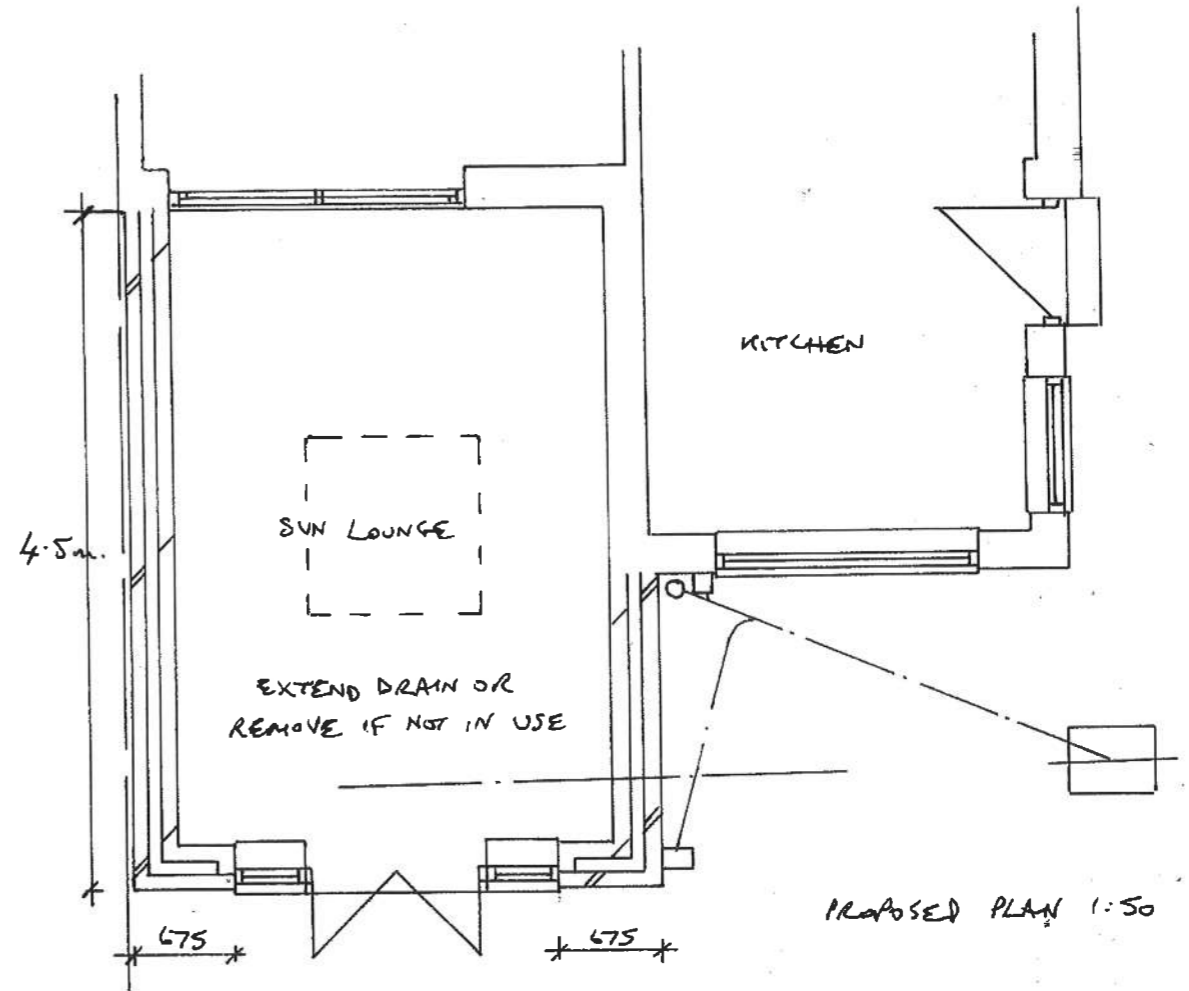 KITCHEN
SUN LOUNGE
4.5m.
EXTEND DRAIN OR
REMOVE IF NOT IN USE
675
675
PROPOSED PLAN 1:50